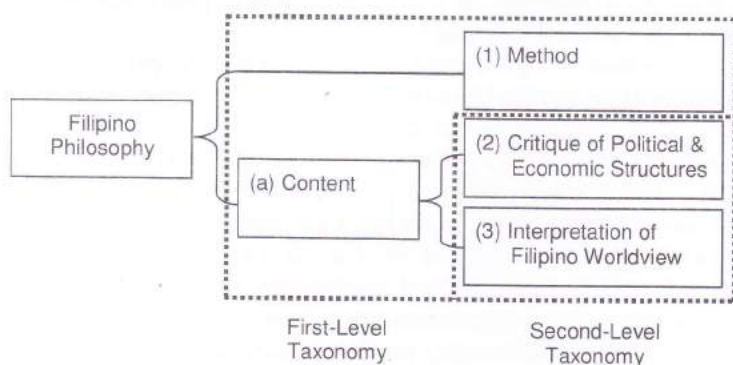 (1) Method
Filipino
Philosophy
(2) Critique of Political &
Economic Structures
(a) Content
(3) Interpretation of
Filipino Worldview
First-Level
Taxonomy
Second-Level
Taxonomy